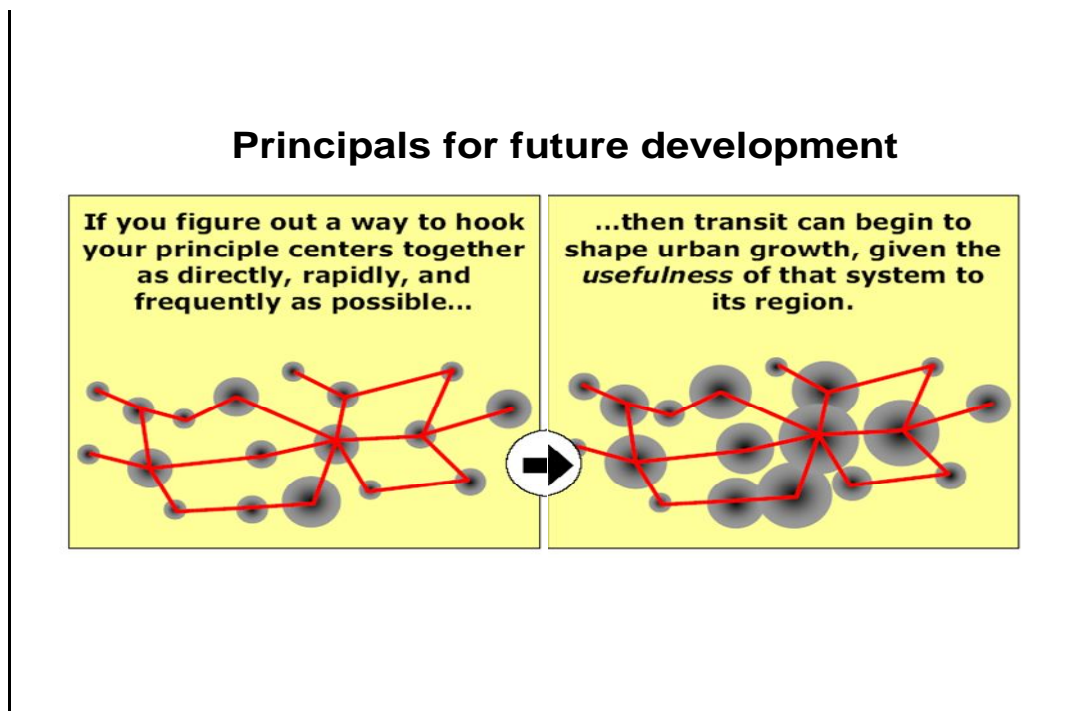 Principals for future development
If you figure out a way to hook
your principle centers together
as directly, rapidly, and
frequently as possible...
...then transit can begin to
shape urban growth, given the
usefulness of that system to
its region.